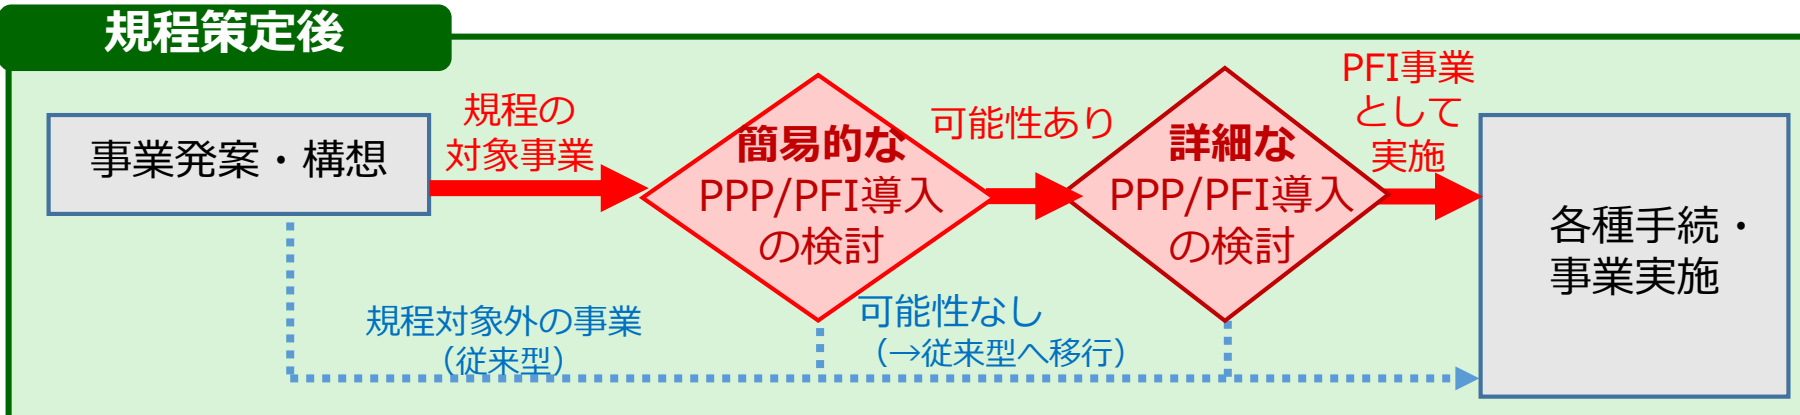 規程策定後
事業発案・構想
規程の
対象事業
簡易的な
PPP/PFI導入
の検討
可能性あり
詳細な
PPP/PFI導入
の検討
PFI事業
として
実施
各種手続・
事業実施
規程対象外の事業
（従来型）
可能性なし
（→従来型へ移行）